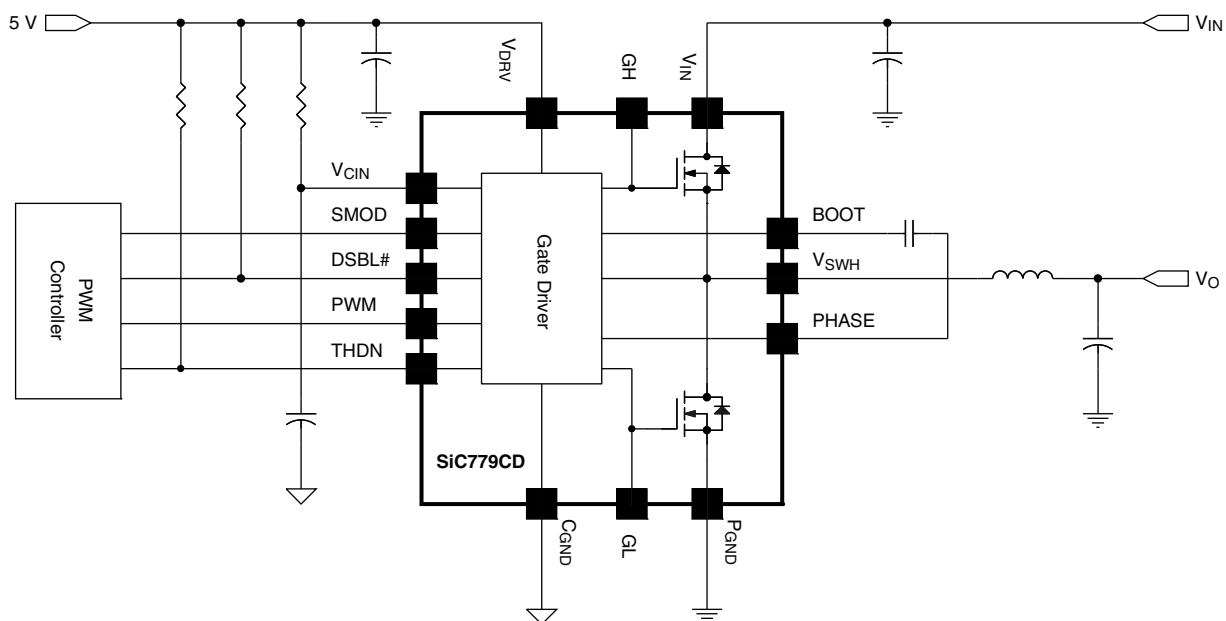 5 V
VDRV
GH
VIN
VIN
VCIN
SMOD
DSBL#
PWM
THDN
PWM
Controller
Gate Driver
BOOT
VSWH
PHASE
VO
SiC779CD
CGND
GL
PGND